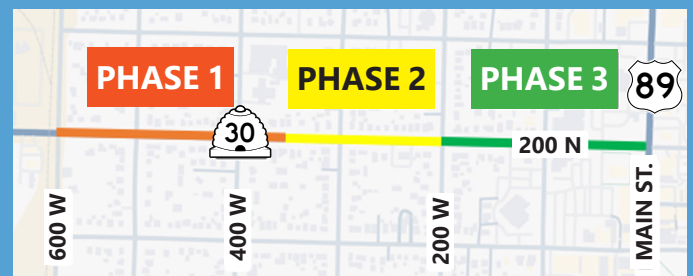 PHASE 1
PHASE 2
PHASE 3
89
30
200 N
600 W
400 W
200 W
MAIN ST.